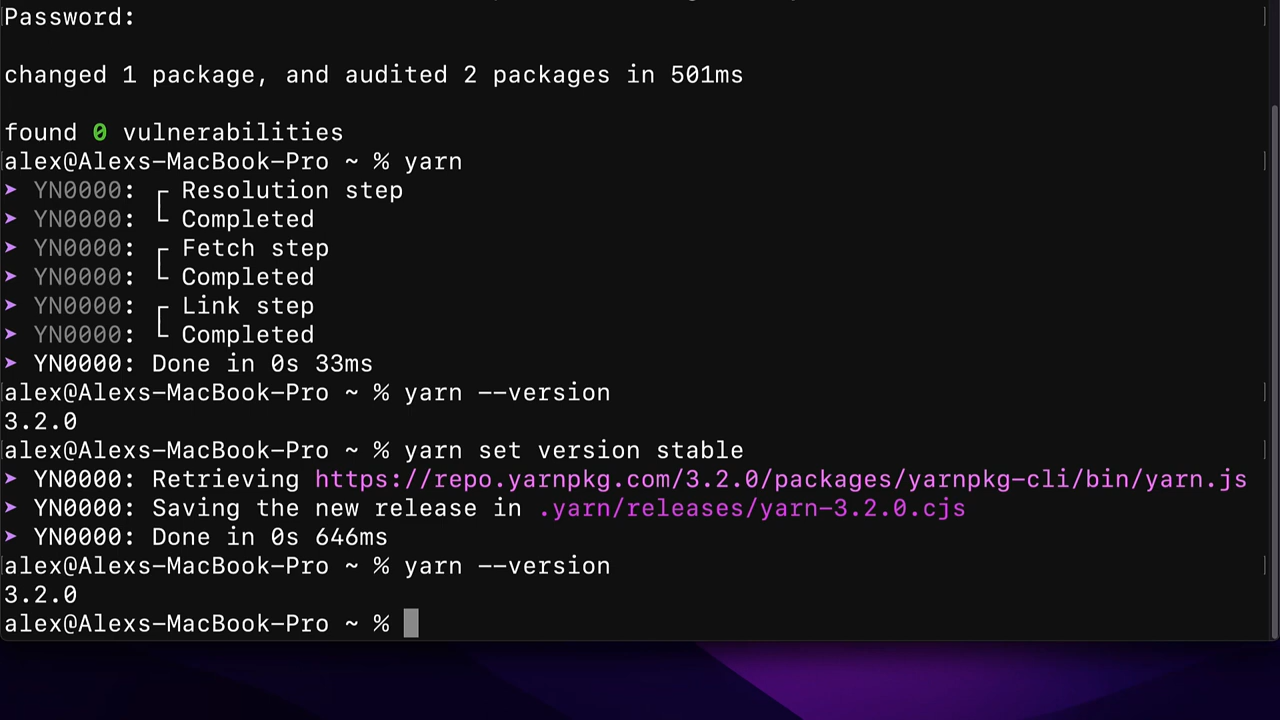 Password:
changed 1 package, and audited 2 packages in 501ms
found 0 vulnerabilities
alex@Alexs-MacBook-Pro ~ % yarn
➤ YN0000: ┌ Resolution step
➤ YN0000: └ Completed
➤ YN0000: ┌ Fetch step
➤ YN0000: └ Completed
➤ YN0000: ┌ Link step
➤ YN0000: └ Completed
➤ YN0000: Done in 0s 33ms
alex@Alexs-MacBook-Pro ~ % yarn --version
3.2.0
alex@Alexs-MacBook-Pro ~ % yarn set version stable
➤ YN0000: Retrieving https://repo.yarnpkg.com/3.2.0/packages/yarnpkg-cli/bin/yarn.js
➤ YN0000: Saving the new release in .yarn/releases/yarn-3.2.0.cjs
➤ YN0000: Done in 0s 646ms
alex@Alexs-MacBook-Pro ~ % yarn --version
3.2.0
alex@Alexs-MacBook-Pro ~ %